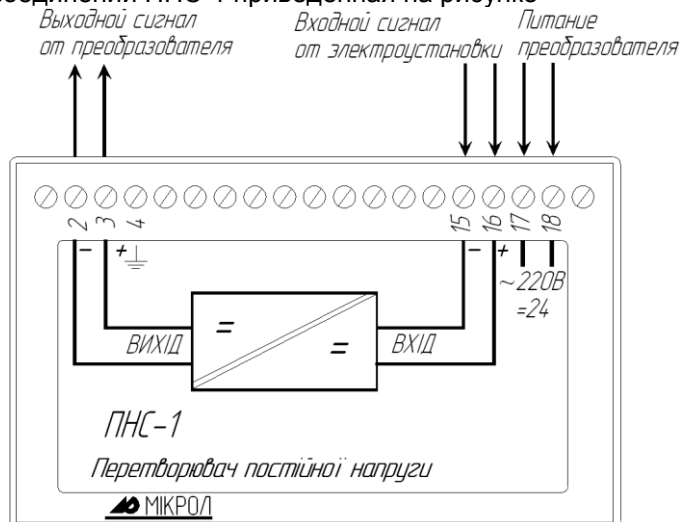 соединений ПНС-1 приведенная на рисунке
Выходной сигнал
от преобразователя
Входной сигнал
от электроустановки
Питание
преобразователя
2 3 4 15 16 17 18
- + - +
~220В
=24
=
=
ВИХІД
ВХІД
ПНС-1
Перетворювач постійної напруги
МІКРОЛ